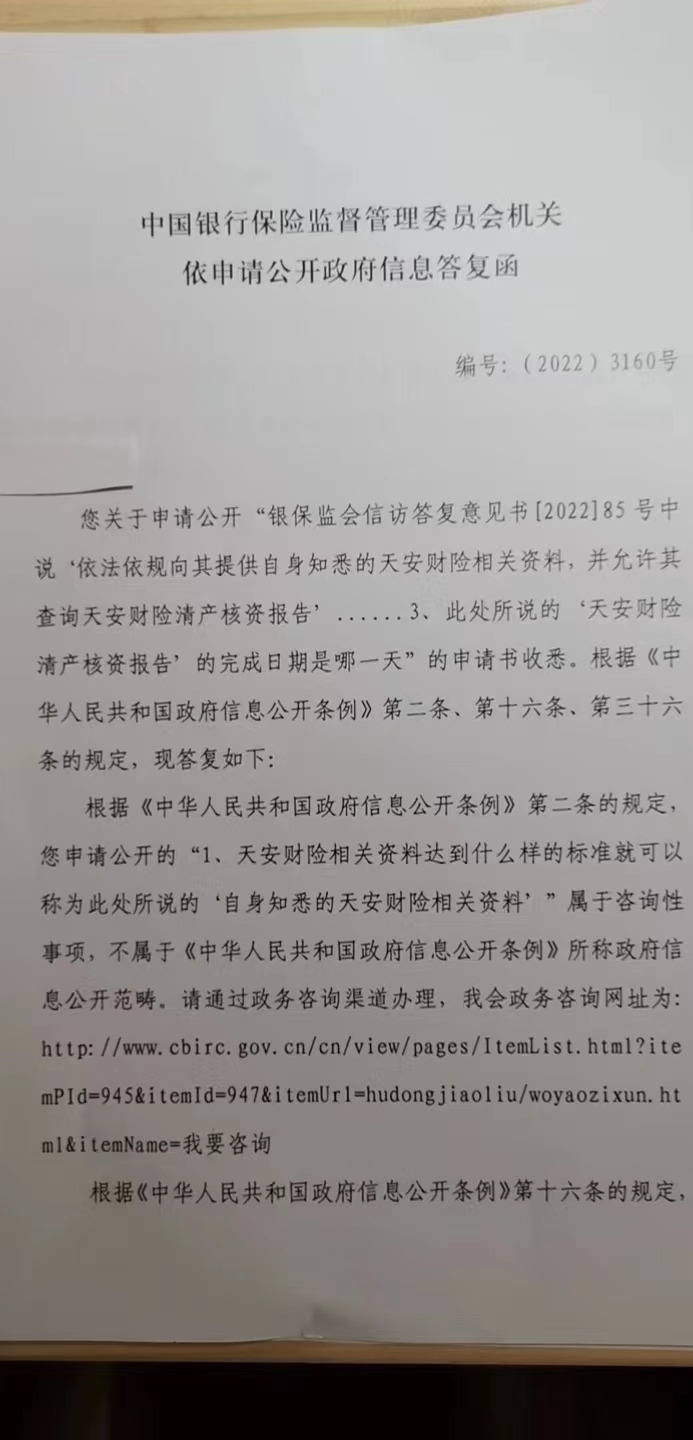 中国银行保险监督管理委员会机关
依申请公开政府信息答复函
编号：（2022）3160号
您关于申请公开“银保监会信访答复意见书[2022]85号中
说‘依法依规向其提供自身知悉的天安财险相关资料，并允许其
查询天安财险清产核资报告’......3、此处所说的‘天安财险
清产核资报告’的完成日期是哪一天”的申请书收悉。根据《中
华人民共和国政府信息公开条例》第二条、第十六条、第三十六
条的规定，现答复如下：
根据《中华人民共和国政府信息公开条例》第二条的规定，
您申请公开的“1、天安财险相关资料达到什么样的标准就可以
称为此处所说的‘自身知悉的天安财险相关资料’”属于咨询性
事项，不属于《中华人民共和国政府信息公开条例》所称政府信
息公开范畴。请通过政务咨询渠道办理，我会政务咨询网址为：
http://www.cbirc.gov.cn/cn/view/pages/ItemList.html?ite
mPId=945&itemId=947&itemUrl=hudongjiaoliu/woyaozixun.ht
ml&itemName=我要咨询
根据《中华人民共和国政府信息公开条例》第十六条的规定，